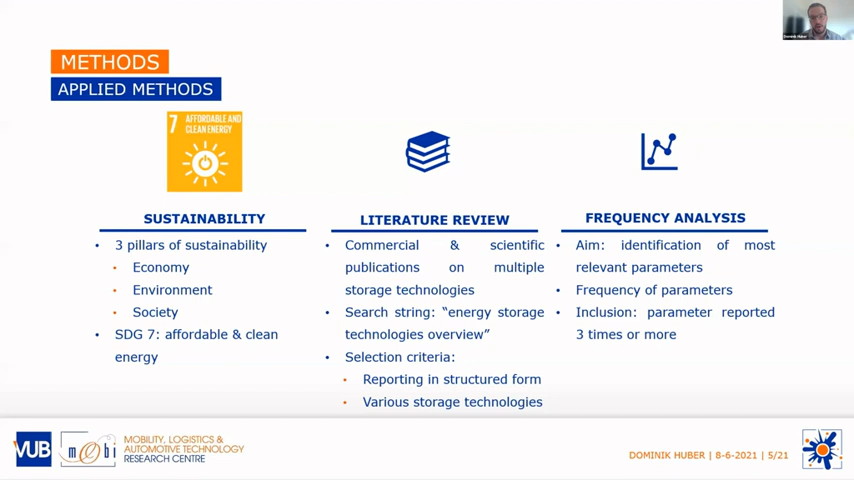 Dominik Huber
METHODS
APPLIED METHODS
7 AFFORDABLE AND
CLEAN ENERGY
SUSTAINABILITY
• 3 pillars of sustainability
• Economy
• Environment
• Society
• SDG 7: affordable & clean
energy
LITERATURE REVIEW
• Commercial & scientific
publications on multiple
storage technologies
• Search string: “energy storage
technologies overview”
• Selection criteria:
• Reporting in structured form
• Various storage technologies
FREQUENCY ANALYSIS
• Aim: identification of most
relevant parameters
• Frequency of parameters
• Inclusion: parameter reported
3 times or more
VUB
mobi
MOBILITY, LOGISTICS &
AUTOMOTIVE TECHNOLOGY
RESEARCH CENTRE
DOMINIK HUBER | 8-6-2021 | 5/21